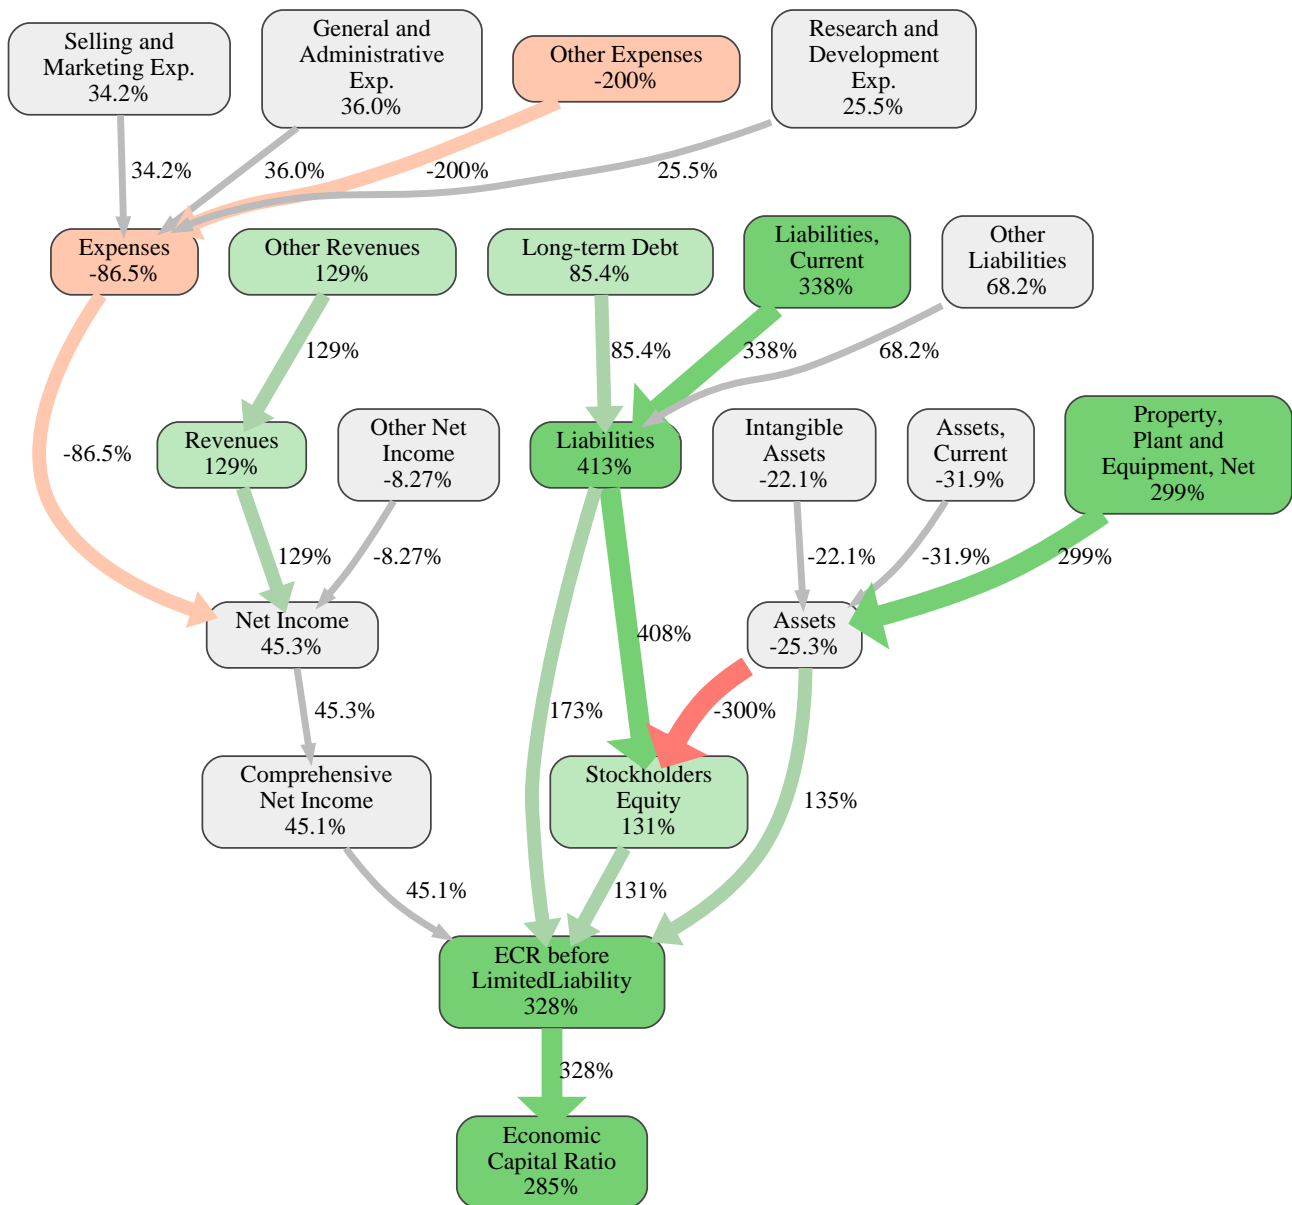 Selling and
Marketing Exp.
34.2%
General and
Administrative
Exp.
36.0%
Other Expenses
-200%
Research and
Development
Exp.
25.5%
34.2%
36.0%
-200%
25.5%
Expenses
-86.5%
Other Revenues
129%
Long-term Debt
85.4%
Liabilities,
Current
338%
Other
Liabilities
68.2%
129%
85.4%
338%
68.2%
-86.5%
Revenues
129%
Other Net
Income
-8.27%
Liabilities
413%
Intangible
Assets
-22.1%
Assets,
Current
-31.9%
Property,
Plant and
Equipment, Net
299%
129%
-8.27%
-22.1%
-31.9%
299%
Net Income
45.3%
408%
Assets
-25.3%
45.3%
173%
-300%
Comprehensive
Net Income
45.1%
Stockholders
Equity
131%
135%
45.1%
131%
ECR before
LimitedLiability
328%
328%
Economic
Capital Ratio
285%